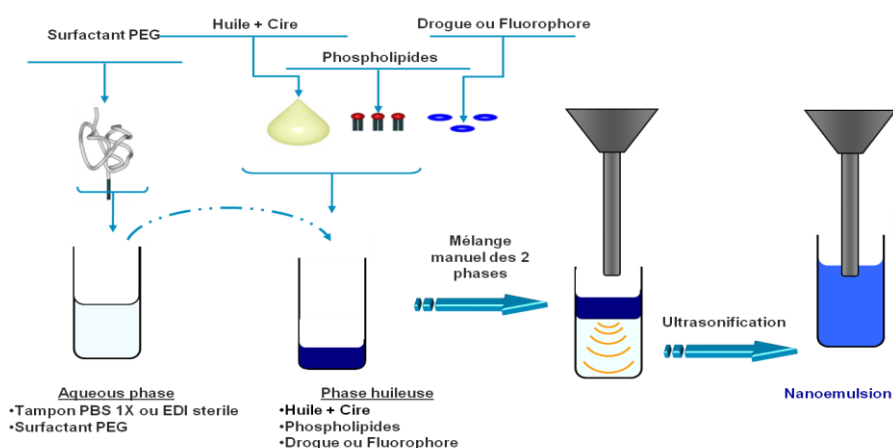 Surfactant PEG
Huile + Cire
Phospholipides
Drogue ou Fluorophore
Mélange
manuel des 2
phases
Ultrasonification
Aqueous phase
•Tampon PBS 1X ou EDI sterile
•Surfactant PEG
Phase huileuse
•Huile + Cire
•Phospholipides
•Drogue ou Fluorophore
Nanoemulsion